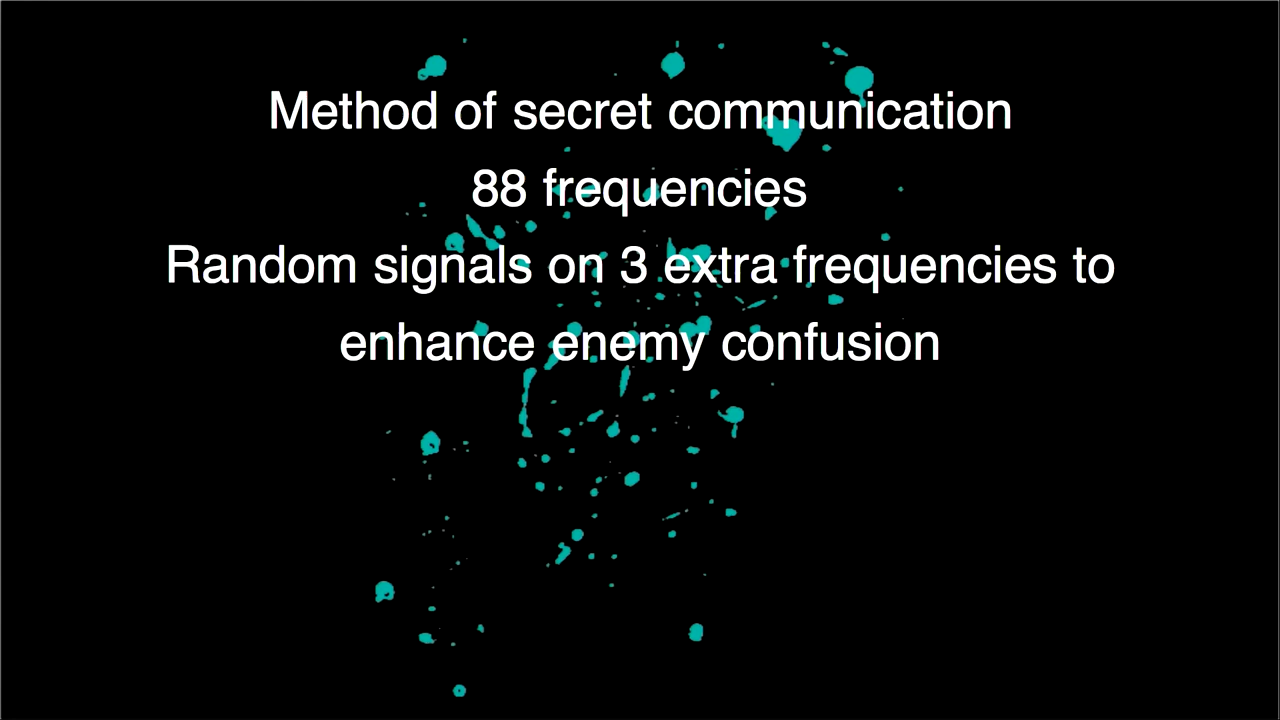 Method of secret communication
88 frequencies
Random signals on 3 extra frequencies to
enhance enemy confusion